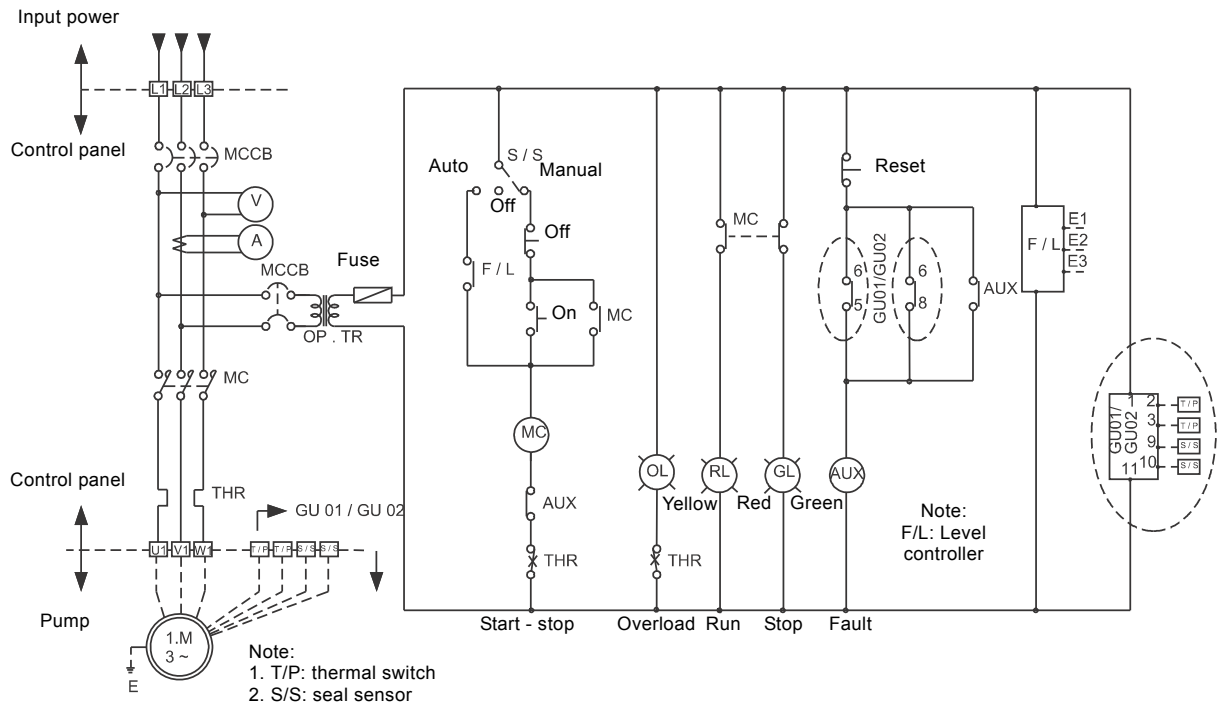 Input power
L1 L2 L3
Control panel
MCCB
V
A
MCCB
Fuse
OP . TR
MC
Control panel
THR
GU 01 / GU 02
U1 V1 W1
T / P T / P S / S S / S
Pump
1.M
3 ~
E
Note:
1. T/P: thermal switch
2. S/S: seal sensor
S / S
Auto
Manual
Off
Off
F / L
On
MC
MC
AUX
THR
Start - stop
OL
Yellow
THR
Overload
MC
RL
Red
Run
GL
Green
Stop
Reset
6
5
GU01/GU02
6
8
AUX
AUX
Fault
F / L
E1
E2
E3
Note:
F/L: Level
controller
GU01/
GU02
1
2
3
9
10
11
T / P
T / P
S / S
S / S